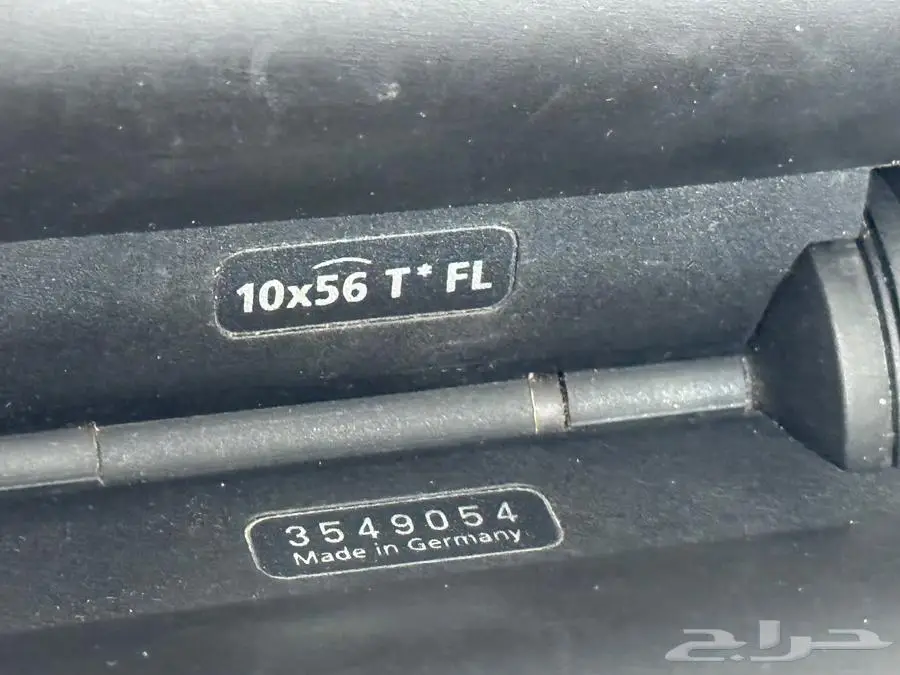 10x56 T* FL
3549054
Made in Germany
حراج